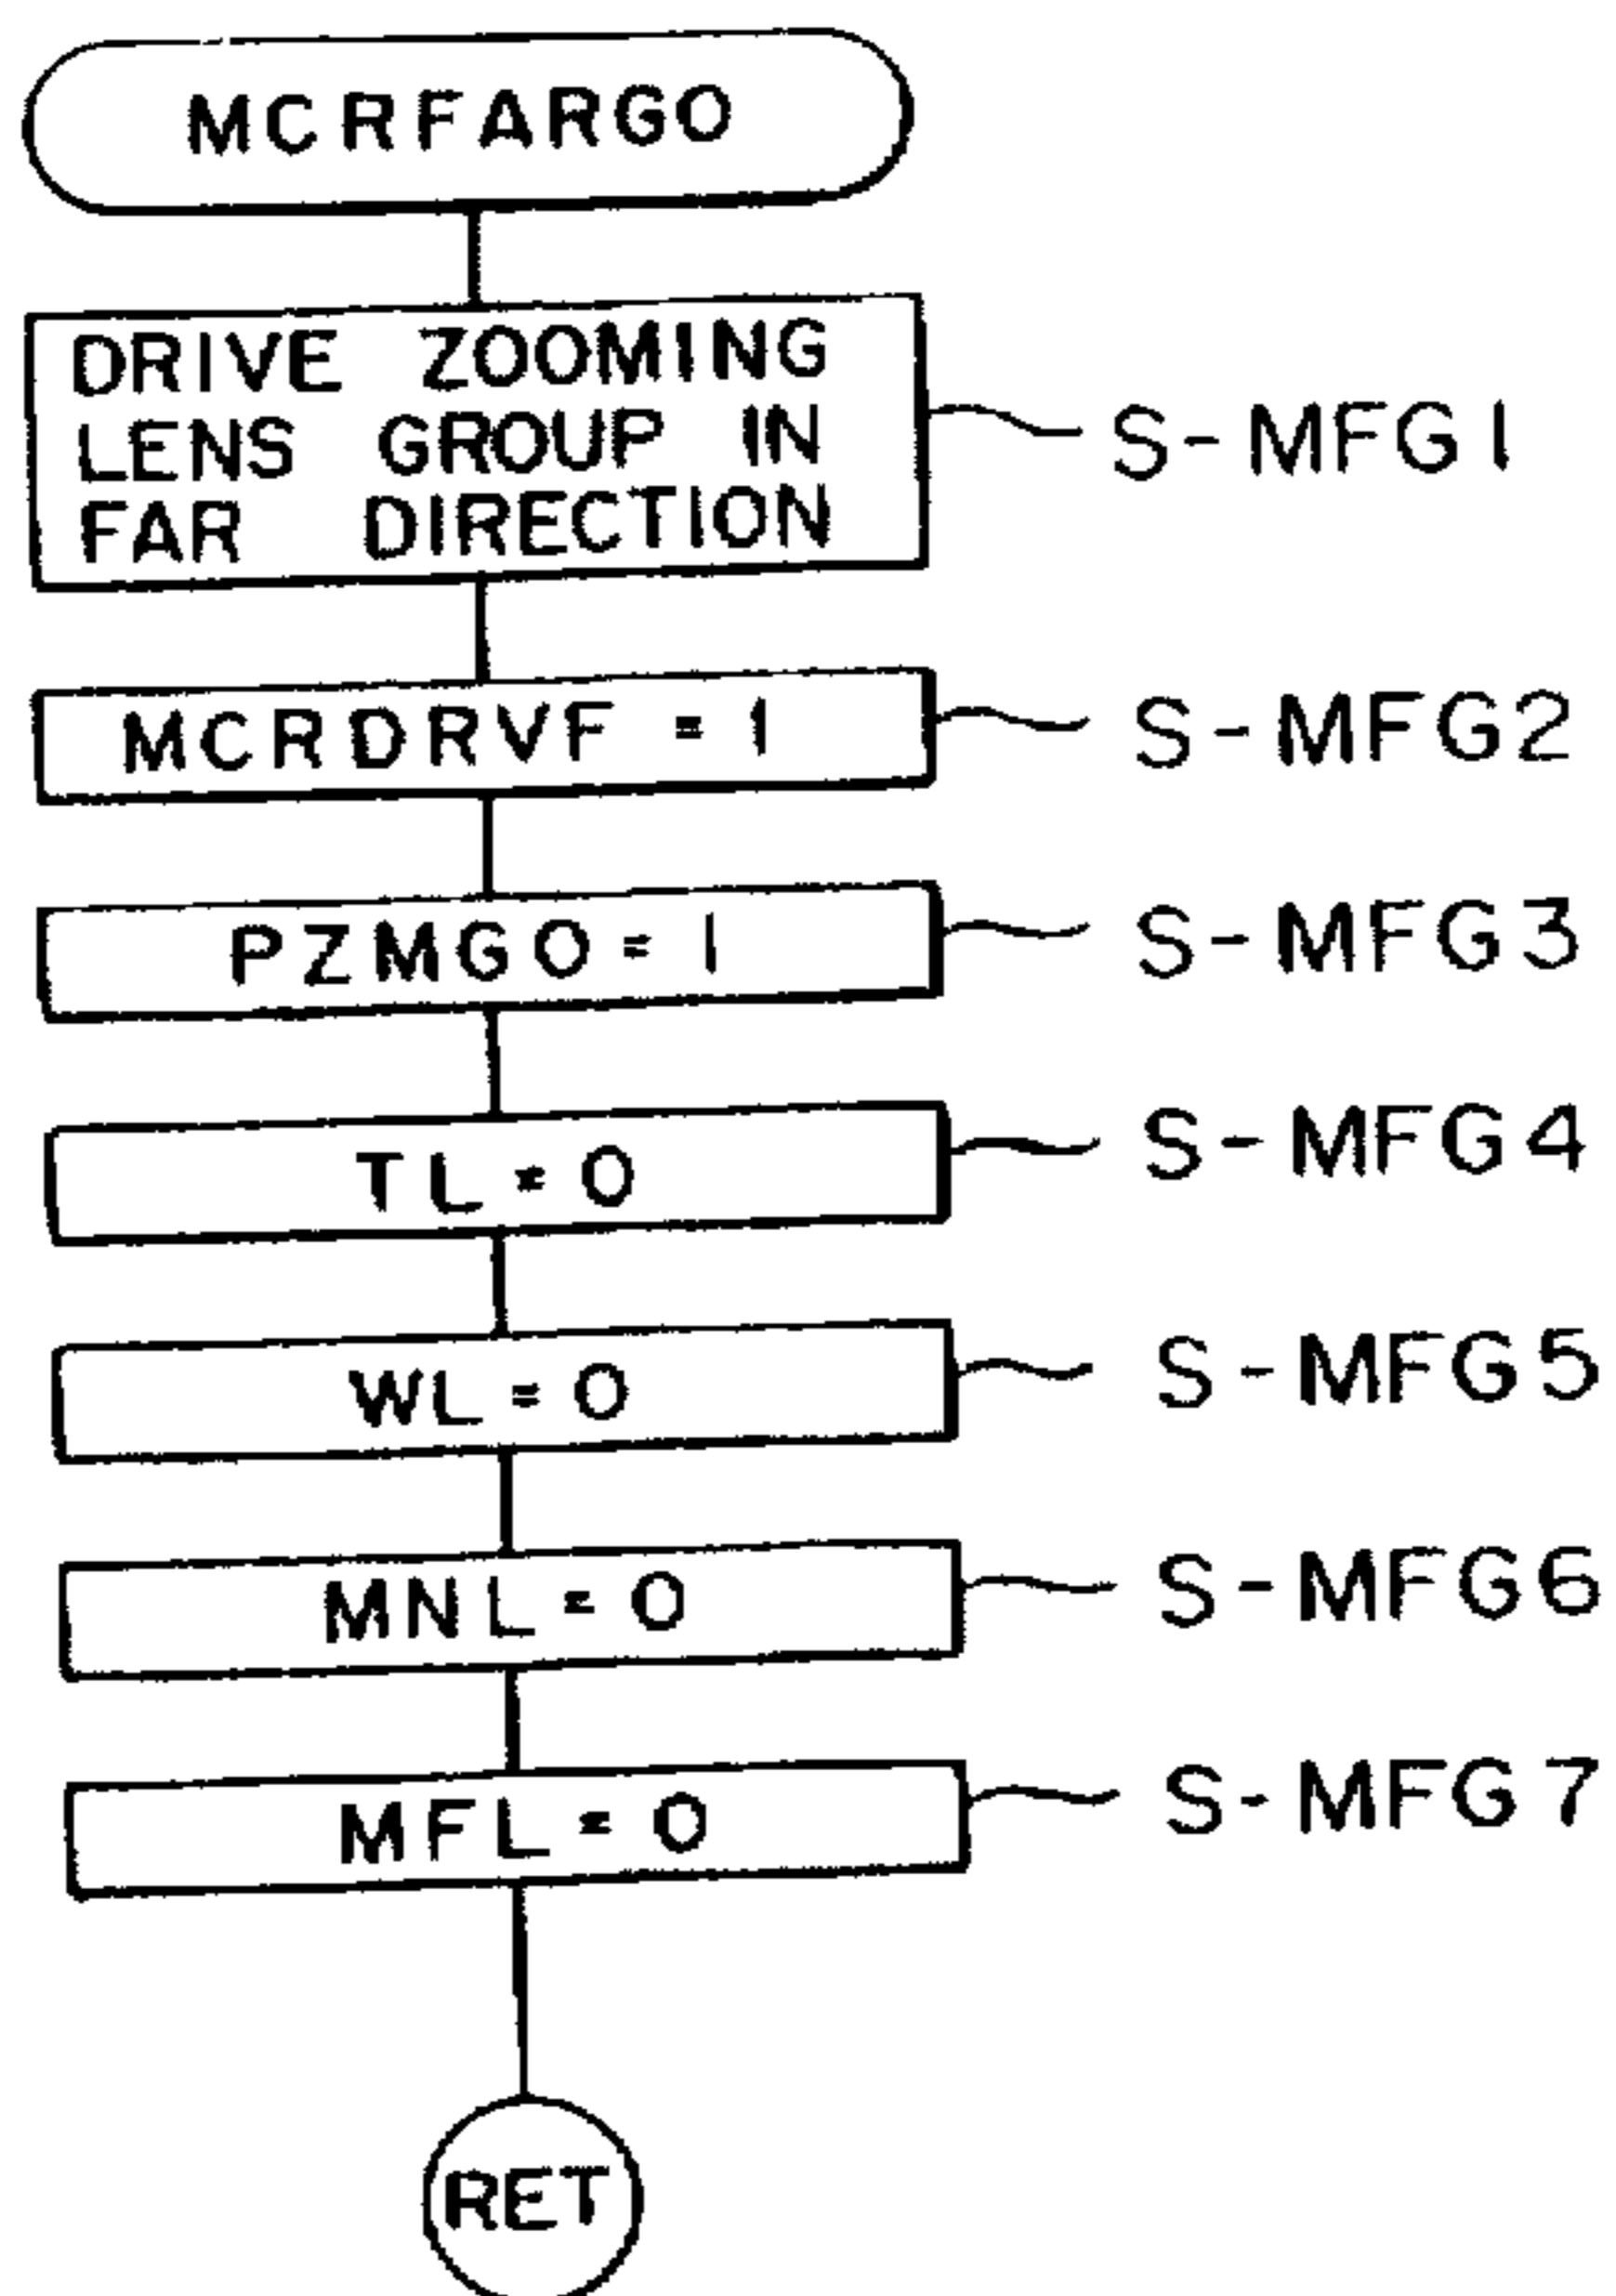 MCRFARGO
DRIVE ZOOMING
LENS GROUP IN
FAR DIRECTION
S-MFG1
MCRDRVF = 1
S-MFG2
PZMGO = 1
S-MFG3
TL = 0
S-MFG4
WL = 0
S-MFG5
MNL = 0
S-MFG6
MFL = 0
S-MFG7
RET